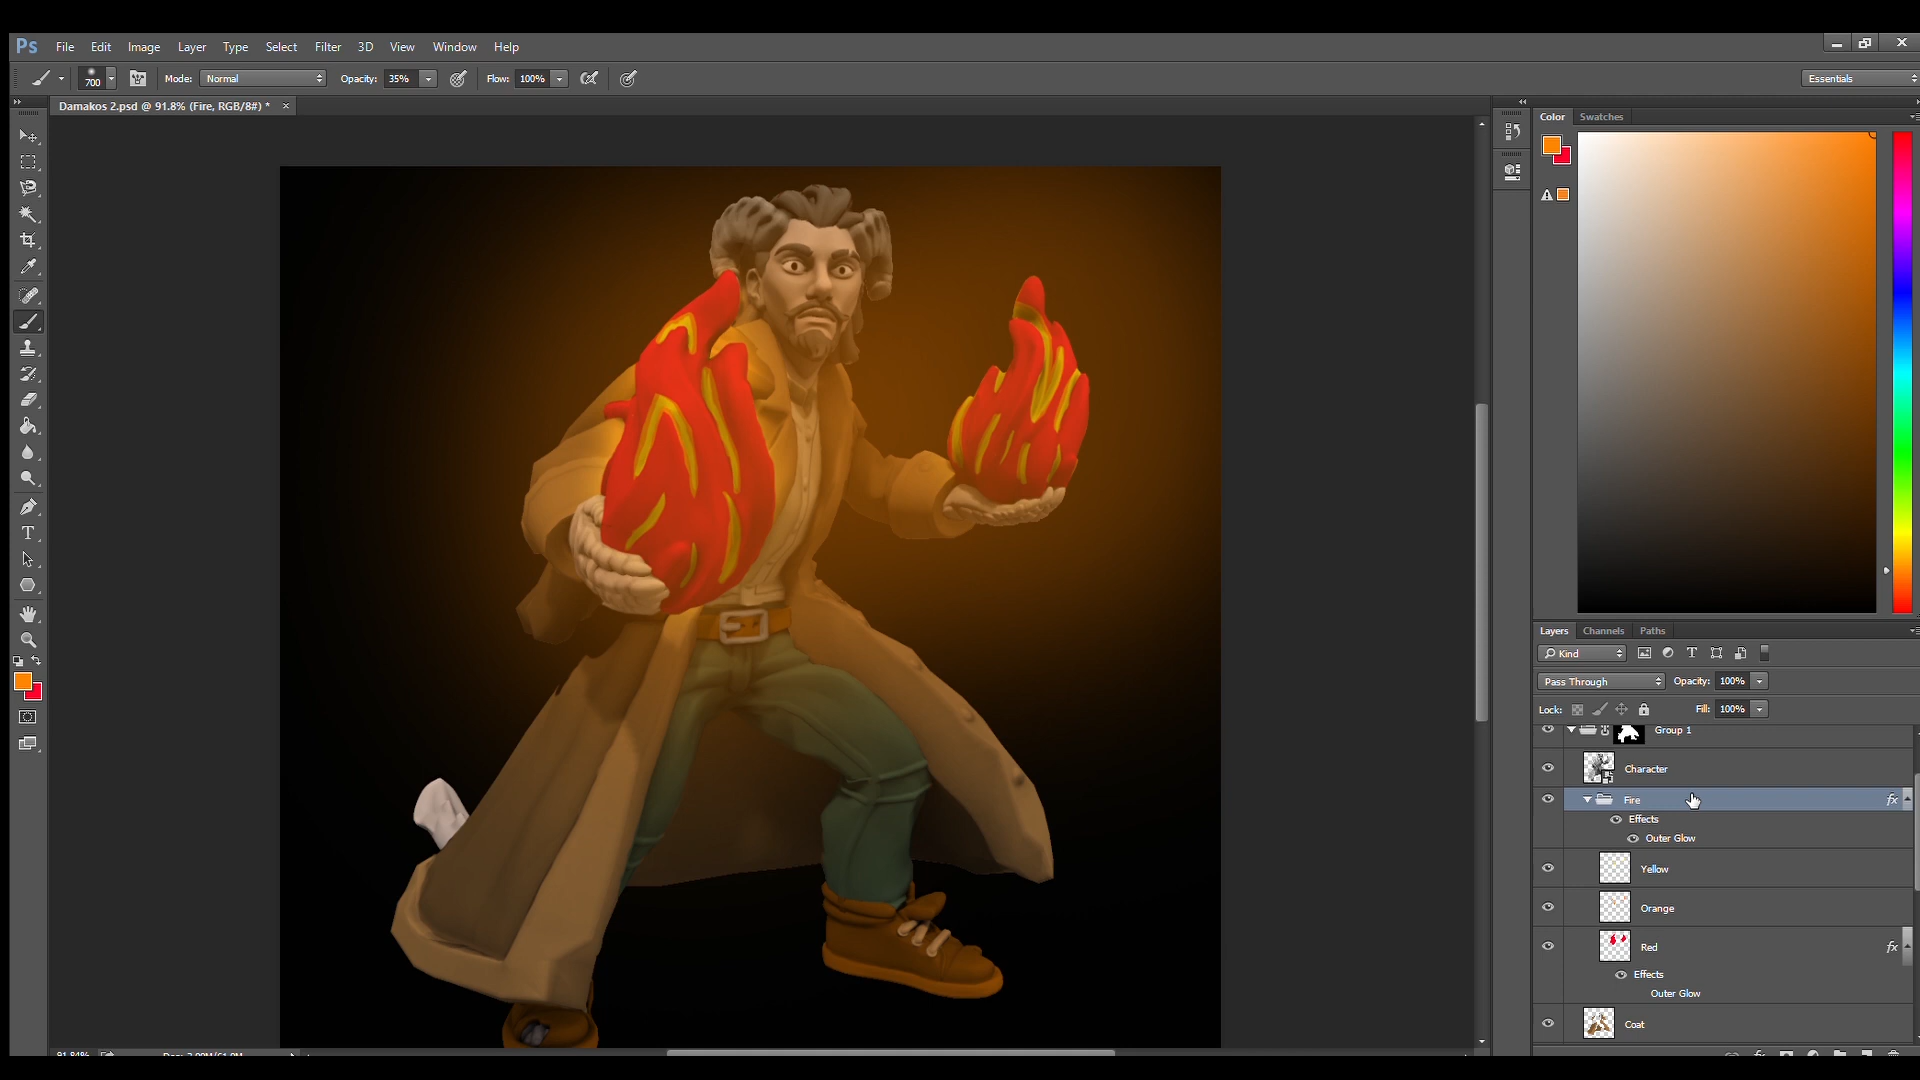 Ps File Edit Image Layer Type Select Filter 3D View Window Help
700 Mode: Normal Opacity: 35% Flow: 100% Essentials
Damakos 2.psd @ 91.8% (Fire, RGB/8#) * ×
Color Swatches
Layers Channels Paths
Kind
Pass Through Opacity: 100%
Lock: Fill: 100%
Group 1
Character
Fire fx
Effects
Outer Glow
Yellow
Orange
Red fx
Effects
Outer Glow
Coat